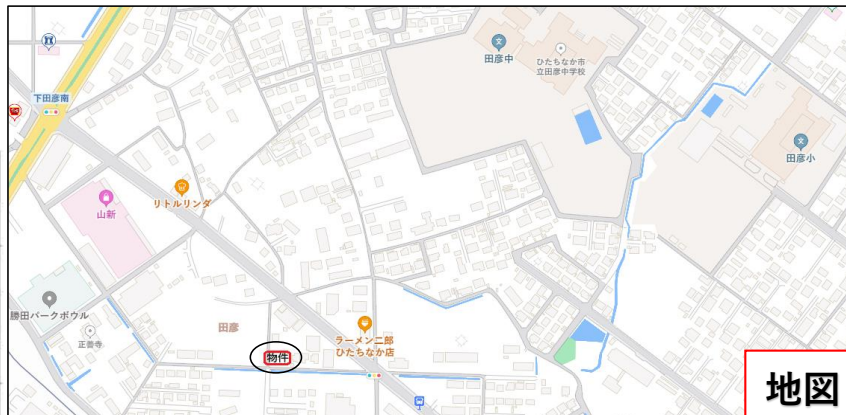 田彦中
ひたちなか市
立田彦中学校
下田彦南
田彦小
リトルリンダ
山新
勝田パークボウル
正善寺
田彦
ラーメン二郎
ひたちなか店
物件
地図